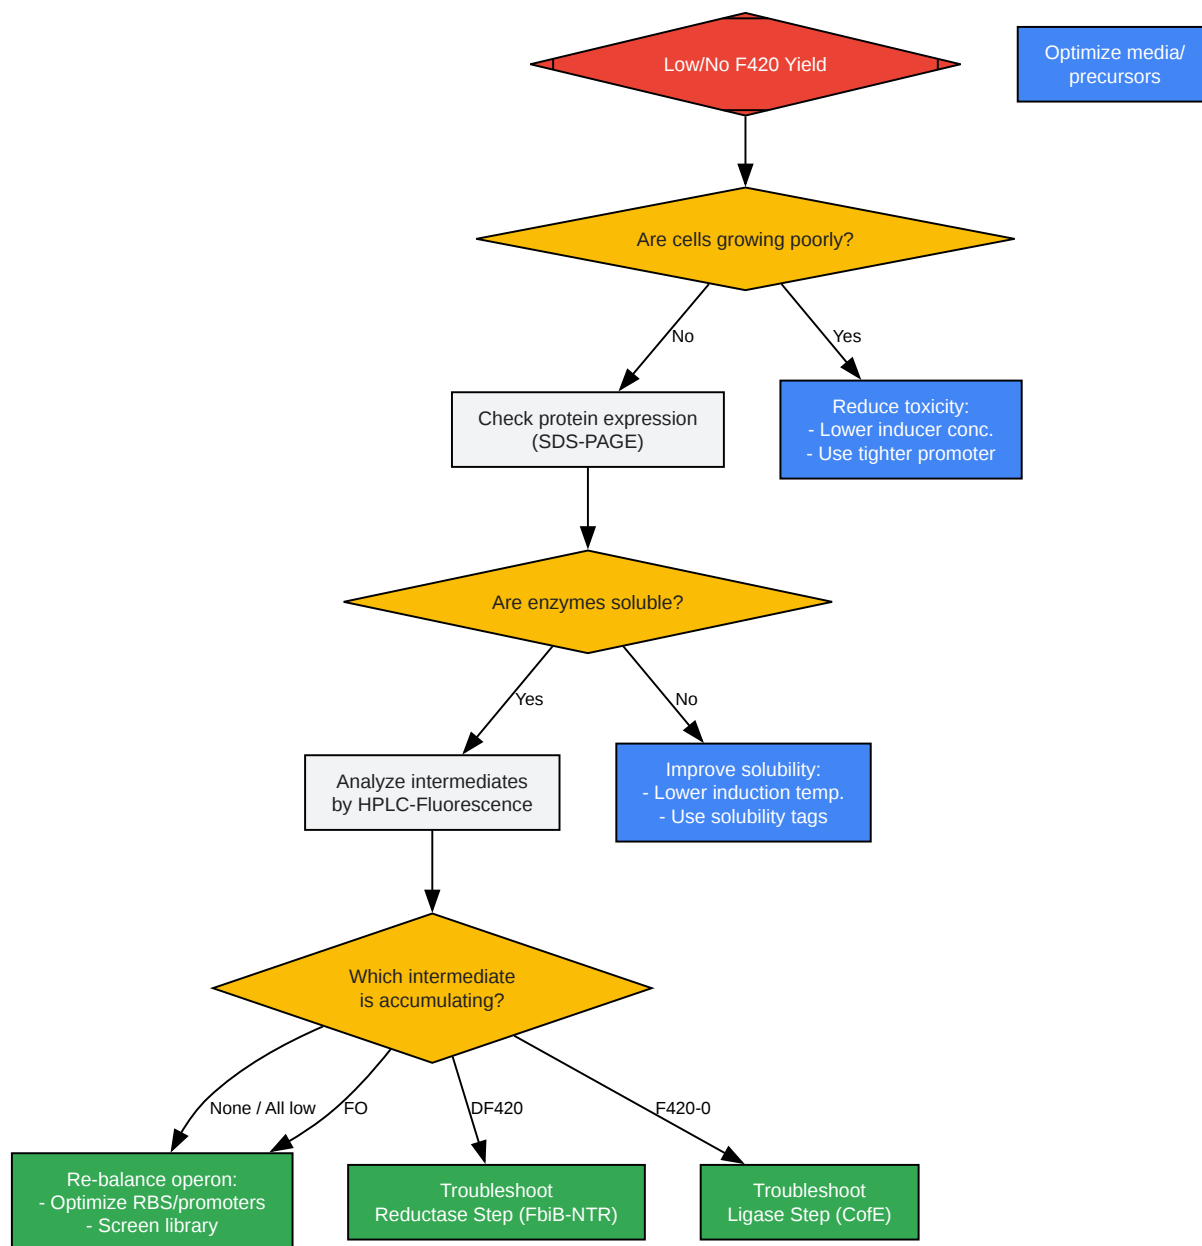 Low/No F420 Yield
Optimize media/
precursors
Are cells growing poorly?
No
Yes
Check protein expression
(SDS-PAGE)
Reduce toxicity:
- Lower inducer conc.
- Use tighter promoter
Are enzymes soluble?
Yes
No
Analyze intermediates
by HPLC-Fluorescence
Improve solubility:
- Lower induction temp.
- Use solubility tags
Which intermediate
is accumulating?
None / All low
FO
DF420
F420-0
Re-balance operon:
- Optimize RBS/promoters
- Screen library
Troubleshoot
Reductase Step (FbiB-NTR)
Troubleshoot
Ligase Step (CofE)